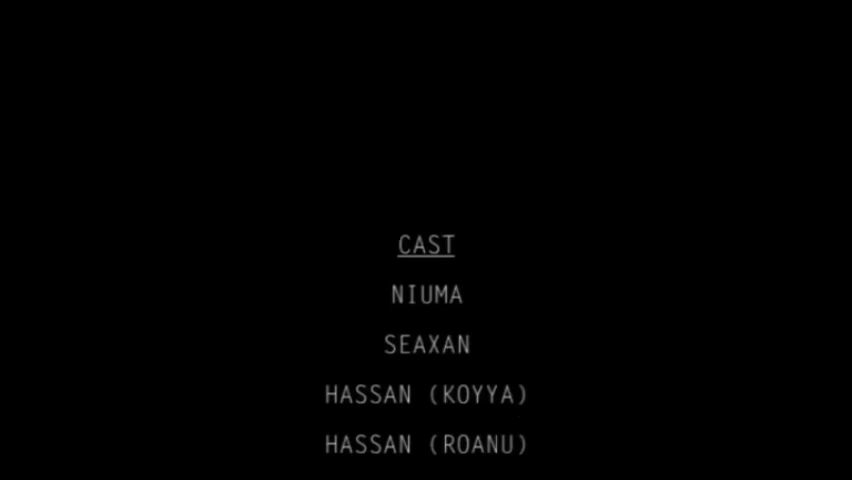 CAST
NIUMA
SEAXAN
HASSAN (KOYYA)
HASSAN (ROANU)